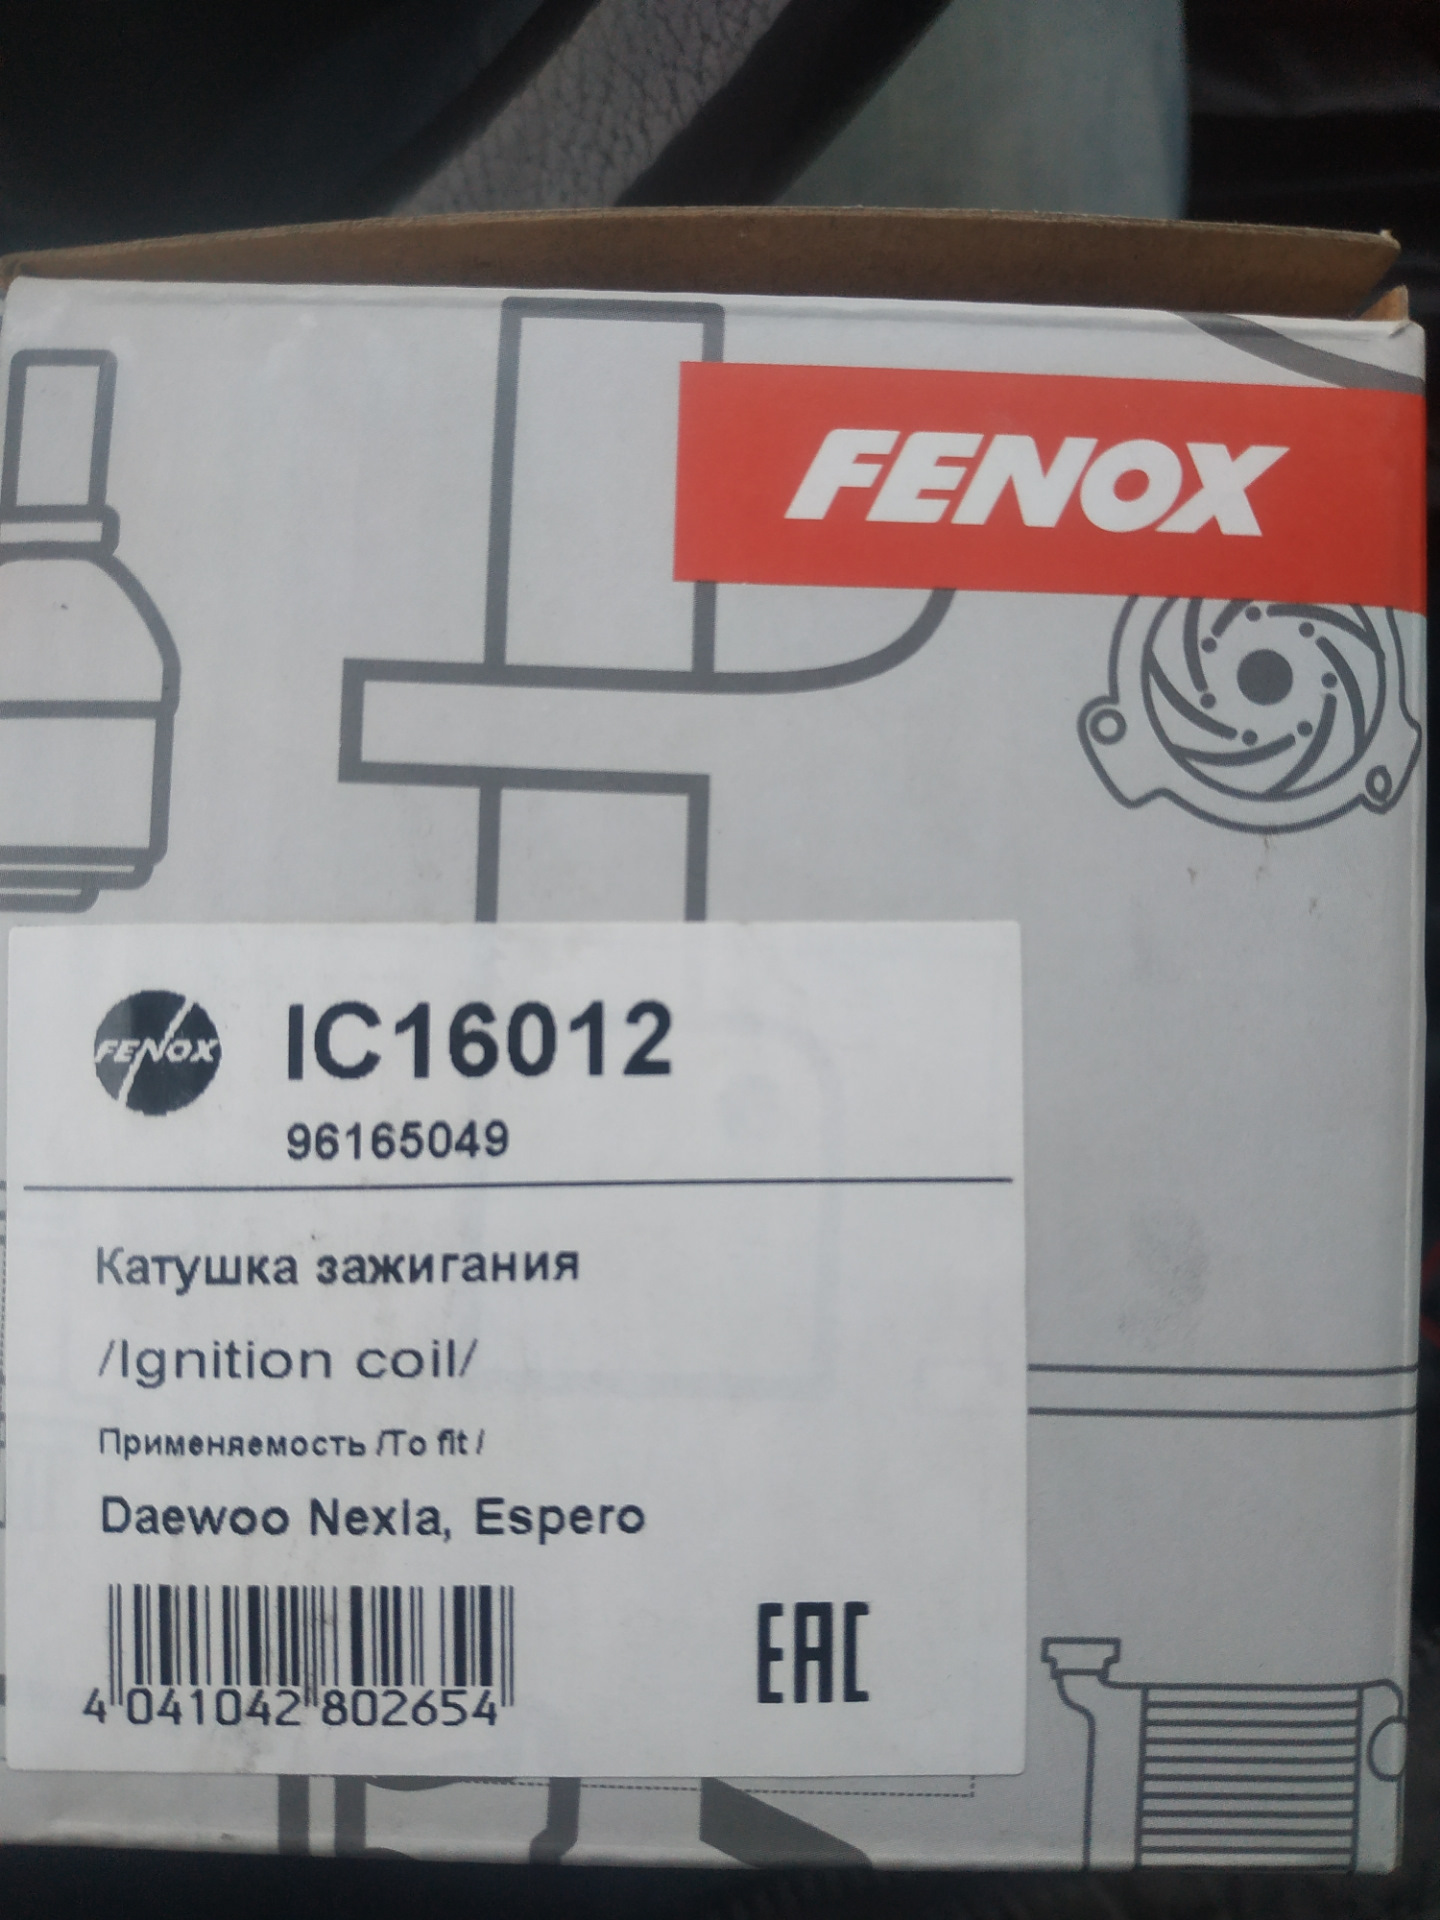 FENOX
FENOX IC16012
96165049
Катушка зажигания
/Ignition coil/
Применяемость /To fit /
Daewoo Nexia, Espero
4 041042 802654
EAC